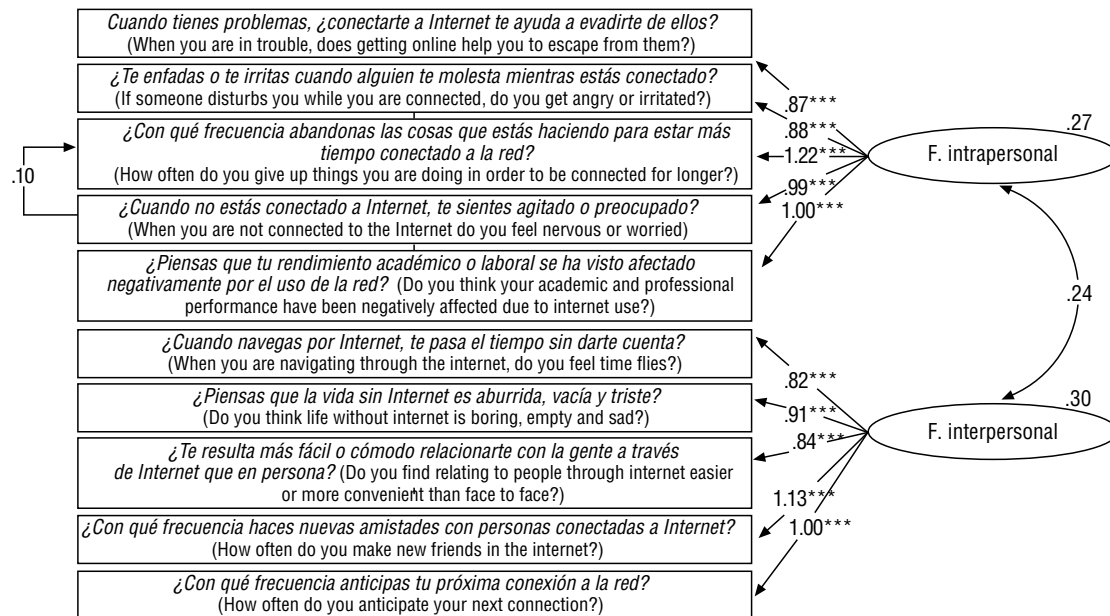 Cuando tienes problemas, ¿conectarte a Internet te ayuda a evadirte de ellos?
(When you are in trouble, does getting online help you to escape from them?)
¿Te enfadas o te irritas cuando alguien te molesta mientras estás conectado?
(If someone disturbs you while you are connected, do you get angry or irritated?)
¿Con qué frecuencia abandonas las cosas que estás haciendo para estar más
tiempo conectado a la red?
(How often do you give up things you are doing in order to be connected for longer?)
¿Cuando no estás conectado a Internet, te sientes agitado o preocupado?
(When you are not connected to the Internet do you feel nervous or worried)
¿Piensas que tu rendimiento académico o laboral se ha visto afectado
negativamente por el uso de la red? (Do you think your academic and professional
performance have been negatively affected due to internet use?)
.10
.87***
.88***
1.22***
.99***
1.00***
.27
F. intrapersonal
.24
¿Cuando navegas por Internet, te pasa el tiempo sin darte cuenta?
(When you are navigating through the internet, do you feel time flies?)
¿Piensas que la vida sin Internet es aburrida, vacía y triste?
(Do you think life without internet is boring, empty and sad?)
¿Te resulta más fácil o cómodo relacionarte con la gente a través
de Internet que en persona? (Do you find relating to people through internet easier
or more convenient than face to face?)
¿Con qué frecuencia haces nuevas amistades con personas conectadas a Internet?
(How often do you make new friends in the internet?)
¿Con qué frecuencia anticipas tu próxima conexión a la red?
(How often do you anticipate your next connection?)
.82***
.91***
.84***
1.13***
1.00***
.30
F. interpersonal